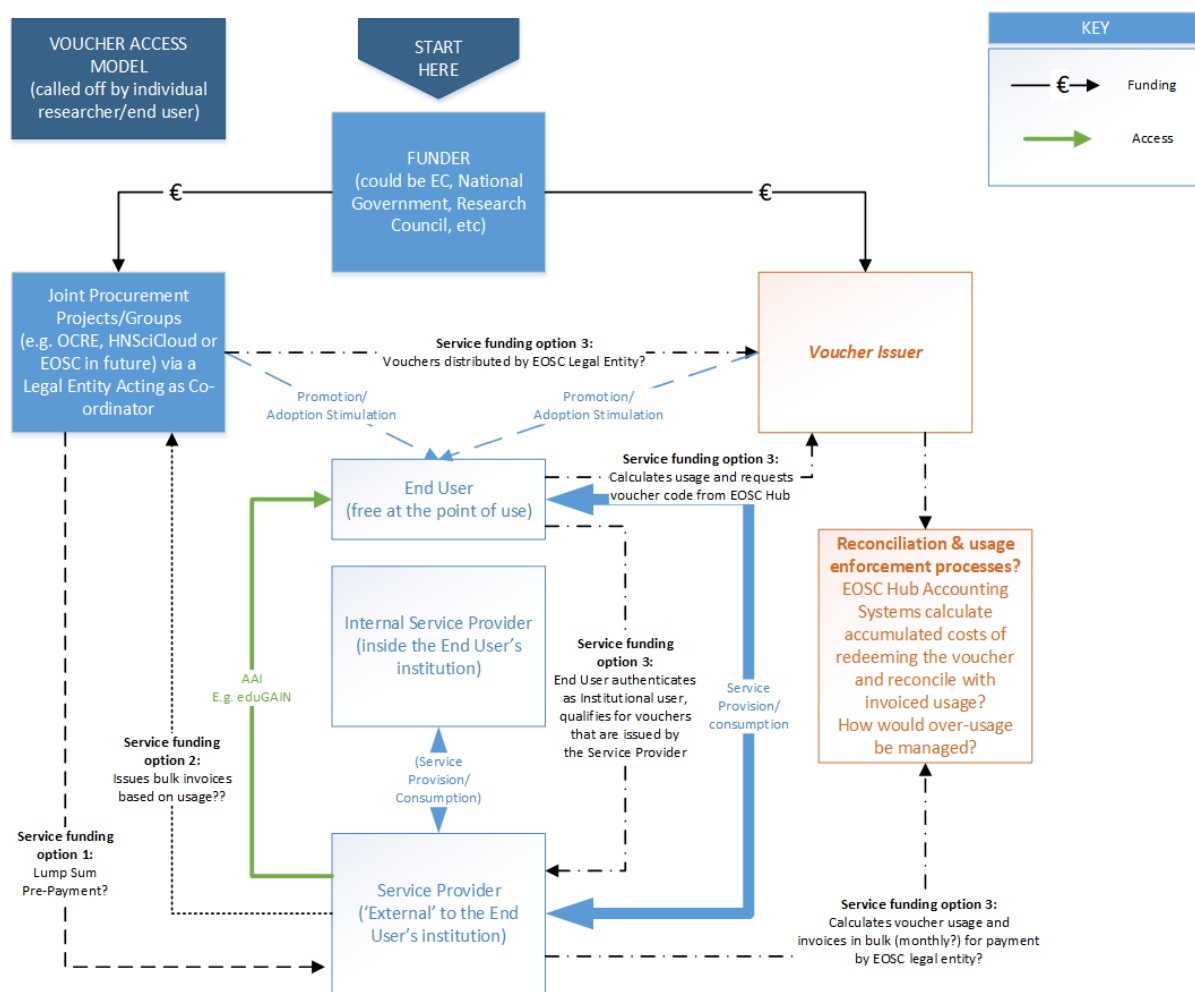 VOUCHER ACCESS
MODEL
(called off by individual
researcher/end user)
START
HERE
KEY
€
Funding
Access
FUNDER
(could be EC, National
Government, Research
Council, etc)
€
€
Joint Procurement
Projects/Groups
(e.g. OCRE, HNSciCloud or
EOSC in future) via a
Legal Entity Acting as Co-
ordinator
Service funding option 3:
Vouchers distributed by EOSC Legal Entity?
Voucher Issuer
Promotion/
Adoption Stimulation
Promotion/
Adoption Stimulation
End User
(free at the point of use)
Service funding option 3:
Calculates usage and requests
voucher code from EOSC Hub
Internal Service Provider
(inside the End User's
institution)
Service funding
option 3:
End User authenticates
as Institutional user,
qualifies for vouchers
that are issued by
the Service Provider
Service
Provision/
consumption
Reconciliation & usage
enforcement processes?
EOSC Hub Accounting
Systems calculate
accumulated costs of
redeeming the voucher
and reconcile with
invoiced usage?
How would over-usage
be managed?
AAI
E.g. eduGAIN
Service funding
option 2:
Issues bulk invoices
based on usage??
(Service
Provision/
Consumption)
Service funding
option 1:
Lump Sum
Pre-Payment?
Service Provider
('External' to the End
User's institution)
Service funding option 3:
Calculates voucher usage and
invoices in bulk (monthly?) for payment
by EOSC legal entity?